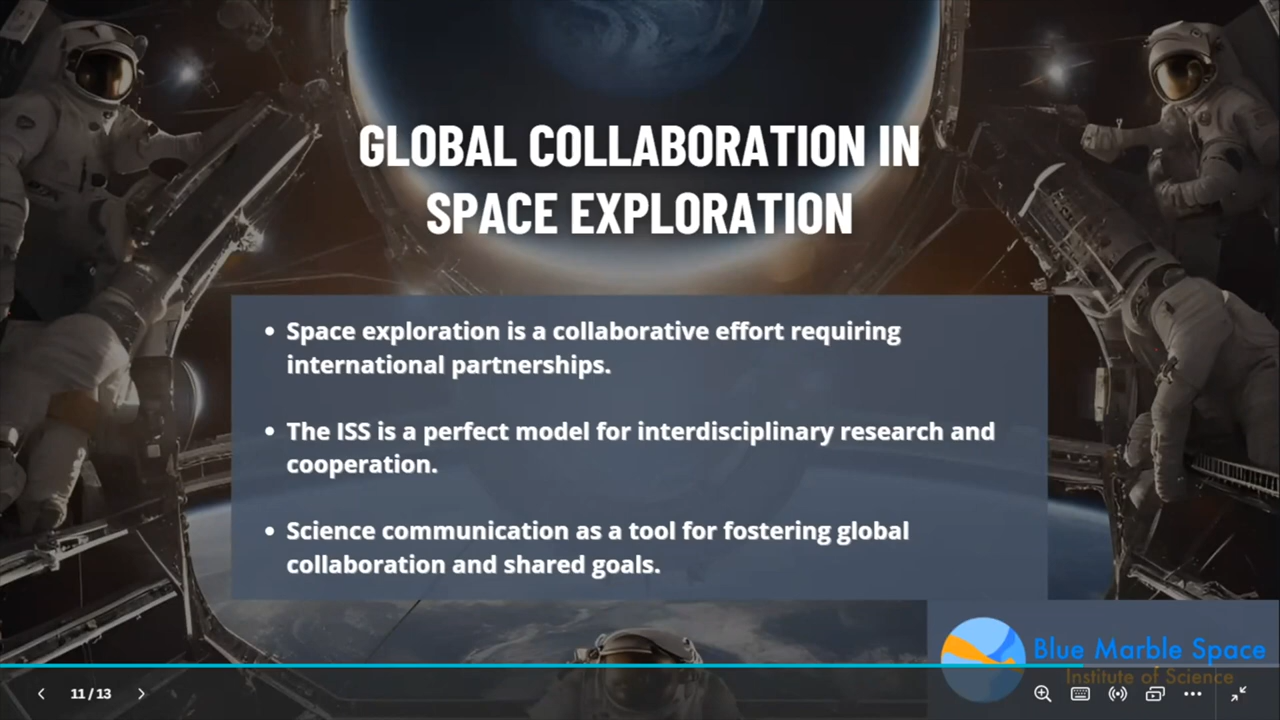 GLOBAL COLLABORATION IN
SPACE EXPLORATION
• Space exploration is a collaborative effort requiring
international partnerships.
• The ISS is a perfect model for interdisciplinary research and
cooperation.
• Science communication as a tool for fostering global
collaboration and shared goals.
Blue Marble Space
Institute of Science
11 / 13